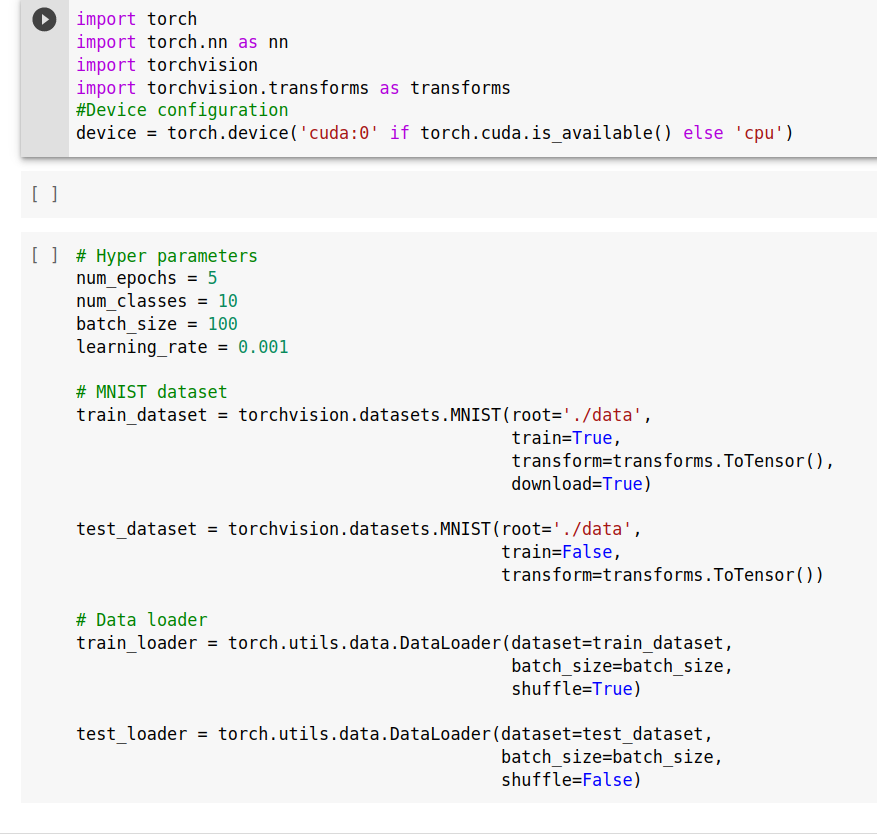 import torch
import torch.nn as nn
import torchvision
import torchvision.transforms as transforms
#Device configuration
device = torch.device('cuda:0' if torch.cuda.is_available() else 'cpu')
[ ]
[ ] # Hyper parameters
num_epochs = 5
num_classes = 10
batch_size = 100
learning_rate = 0.001
# MNIST dataset
train_dataset = torchvision.datasets.MNIST(root='./data',
train=True,
transform=transforms.ToTensor(),
download=True)
test_dataset = torchvision.datasets.MNIST(root='./data',
train=False,
transform=transforms.ToTensor())
# Data loader
train_loader = torch.utils.data.DataLoader(dataset=train_dataset,
batch_size=batch_size,
shuffle=True)
test_loader = torch.utils.data.DataLoader(dataset=test_dataset,
batch_size=batch_size,
shuffle=False)